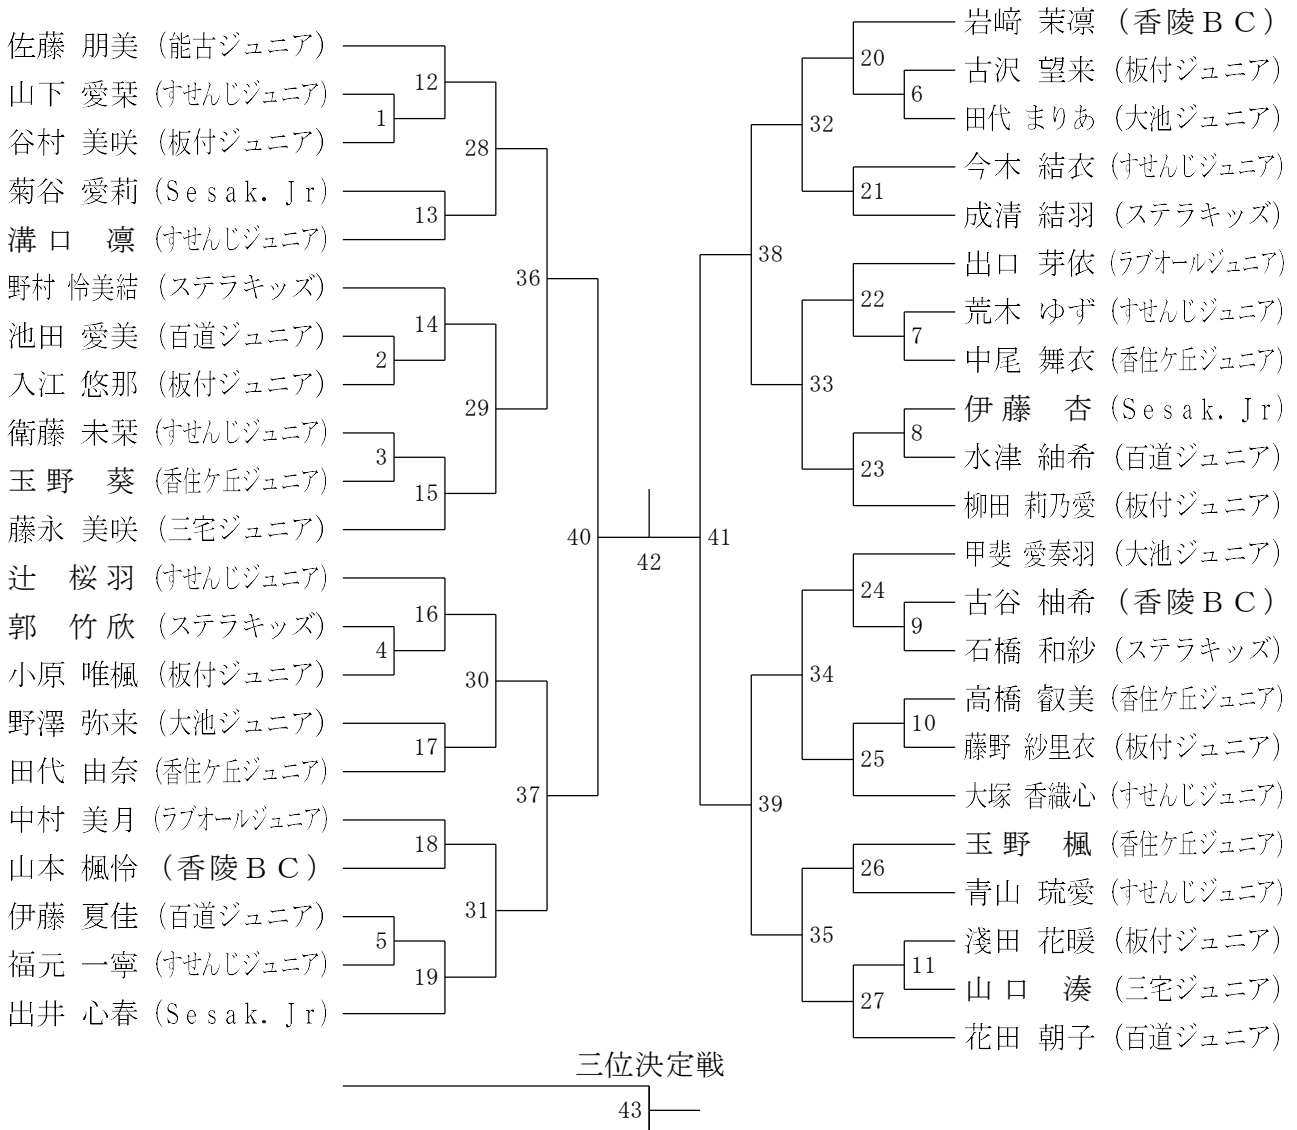 佐藤 朋美 (能古ジュニア)
山下 愛栞 (すせんじジュニア)
谷村 美咲 (板付ジュニア)
菊谷 愛莉 (Sesak. Jr)
溝口 凛 (すせんじジュニア)
野村 怜美結 (ステラキッズ)
池田 愛美 (百道ジュニア)
入江 悠那 (板付ジュニア)
衛藤 未栞 (すせんじジュニア)
玉野 葵 (香住ケ丘ジュニア)
藤永 美咲 (三宅ジュニア)
辻 桜羽 (すせんじジュニア)
郭 竹欣 (ステラキッズ)
小原 唯楓 (板付ジュニア)
野澤 弥来 (大池ジュニア)
田代 由奈 (香住ケ丘ジュニア)
中村 美月 (ラブオールジュニア)
山本 楓怜 (香陵ＢＣ)
伊藤 夏佳 (百道ジュニア)
福元 一寧 (すせんじジュニア)
出井 心春 (Sesak. Jr)
1
2
3
4
5
12
13
14
15
16
17
18
19
28
29
30
31
36
37
40
42
41
38
39
32
33
34
35
20
21
22
23
24
25
26
27
6
7
8
9
10
11
岩﨑 茉凛 (香陵ＢＣ)
古沢 望来 (板付ジュニア)
田代 まりあ (大池ジュニア)
今木 結衣 (すせんじジュニア)
成清 結羽 (ステラキッズ)
出口 芽依 (ラブオールジュニア)
荒木 ゆず (すせんじジュニア)
中尾 舞衣 (香住ケ丘ジュニア)
伊藤 杏 (Sesak. Jr)
水津 紬希 (百道ジュニア)
柳田 莉乃愛 (板付ジュニア)
甲斐 愛奏羽 (大池ジュニア)
古谷 柚希 (香陵ＢＣ)
石橋 和紗 (ステラキッズ)
高橋 叡美 (香住ケ丘ジュニア)
藤野 紗里衣 (板付ジュニア)
大塚 香織心 (すせんじジュニア)
玉野 楓 (香住ケ丘ジュニア)
青山 琉愛 (すせんじジュニア)
淺田 花暖 (板付ジュニア)
山口 湊 (三宅ジュニア)
花田 朝子 (百道ジュニア)
三位決定戦
43